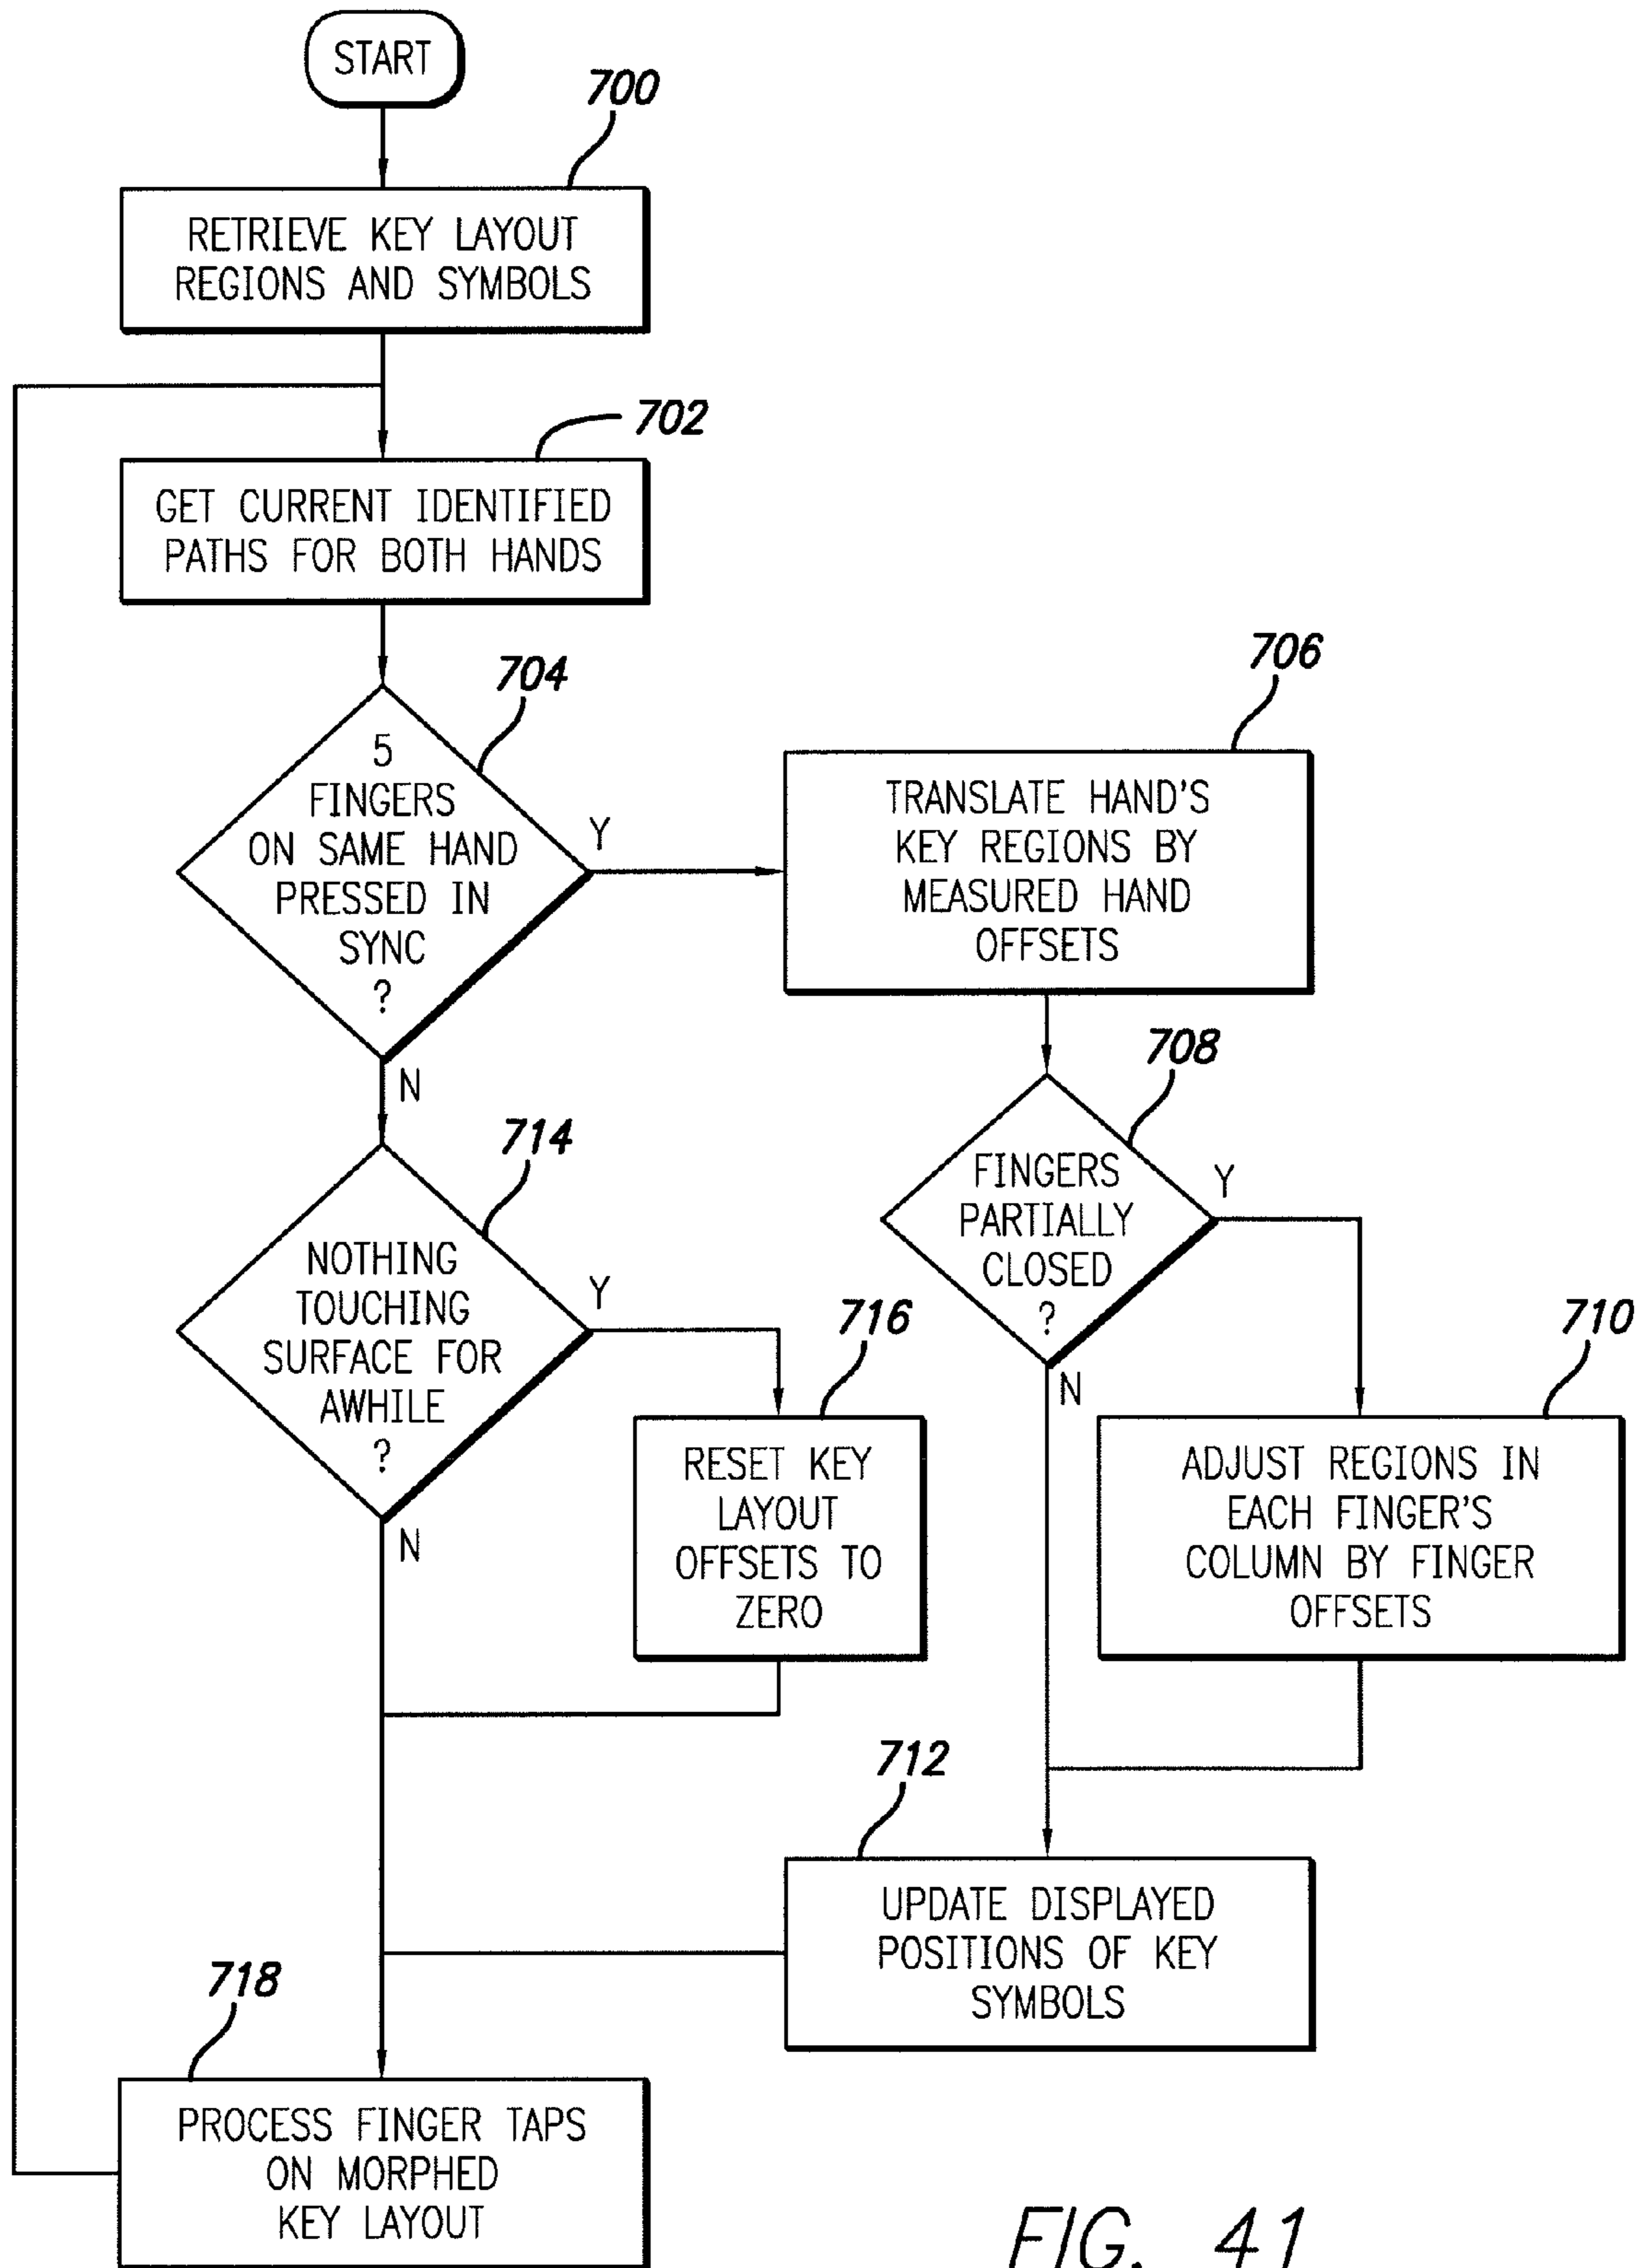 START
700
RETRIEVE KEY LAYOUT
REGIONS AND SYMBOLS
702
GET CURRENT IDENTIFIED
PATHS FOR BOTH HANDS
704
5
FINGERS
ON SAME HAND
PRESSED IN
SYNC
?
Y
N
706
TRANSLATE HAND'S
KEY REGIONS BY
MEASURED HAND
OFFSETS
708
FINGERS
PARTIALLY
CLOSED
?
Y
N
710
ADJUST REGIONS IN
EACH FINGER'S
COLUMN BY FINGER
OFFSETS
714
NOTHING
TOUCHING
SURFACE FOR
AWHILE
?
Y
N
716
RESET KEY
LAYOUT
OFFSETS TO
ZERO
712
UPDATE DISPLAYED
POSITIONS OF KEY
SYMBOLS
718
PROCESS FINGER TAPS
ON MORPHED
KEY LAYOUT
FIG. 41